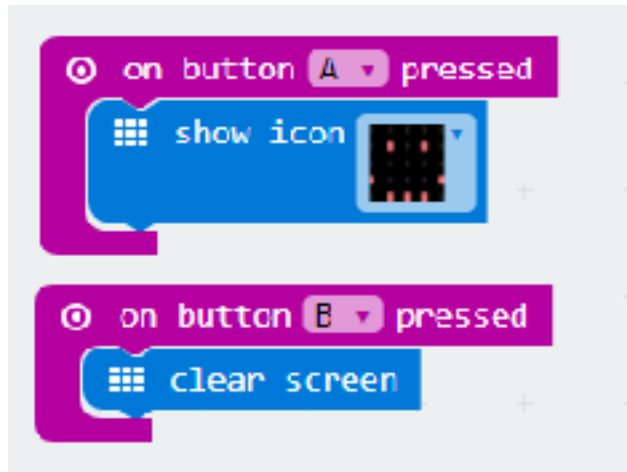 on button A pressed
show icon
on button B pressed
clear screen